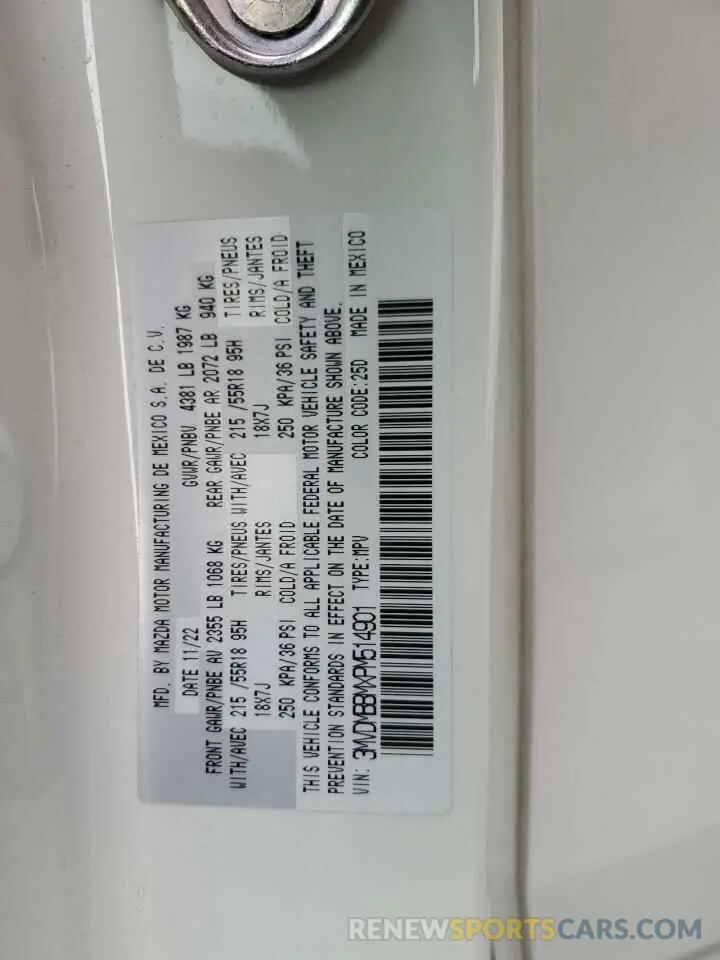 MFD. BY MAZDA MOTOR MANUFACTURING DE MEXICO S.A. DE C.V.
DATE 11/22 GVWR/PNBV 4381 LB 1987 KG
FRONT GAWR/PNBE AV 2355 LB 1068 KG REAR GAWR/PNBE AR 2072 LB 940 KG
WITH/AVEC 215 /55R18 95H TIRES/PNEUS WITH/AVEC 215 /55R18 95H TIRES/PNEUS
18X7J RIMS/JANTES 18X7J RIMS/JANTES
250 KPA/36 PSI COLD/A FROID 250 KPA/36 PSI COLD/A FROID
THIS VEHICLE CONFORMS TO ALL APPLICABLE FEDERAL MOTOR VEHICLE SAFETY AND THEFT
PREVENTION STANDARDS IN EFFECT ON THE DATE OF MANUFACTURE SHOWN ABOVE.
VIN: 3MVDMBBMXPM514901 TYPE:MPV COLOR CODE:25D MADE IN MEXICO
RENEWSPORTSCARS.COM